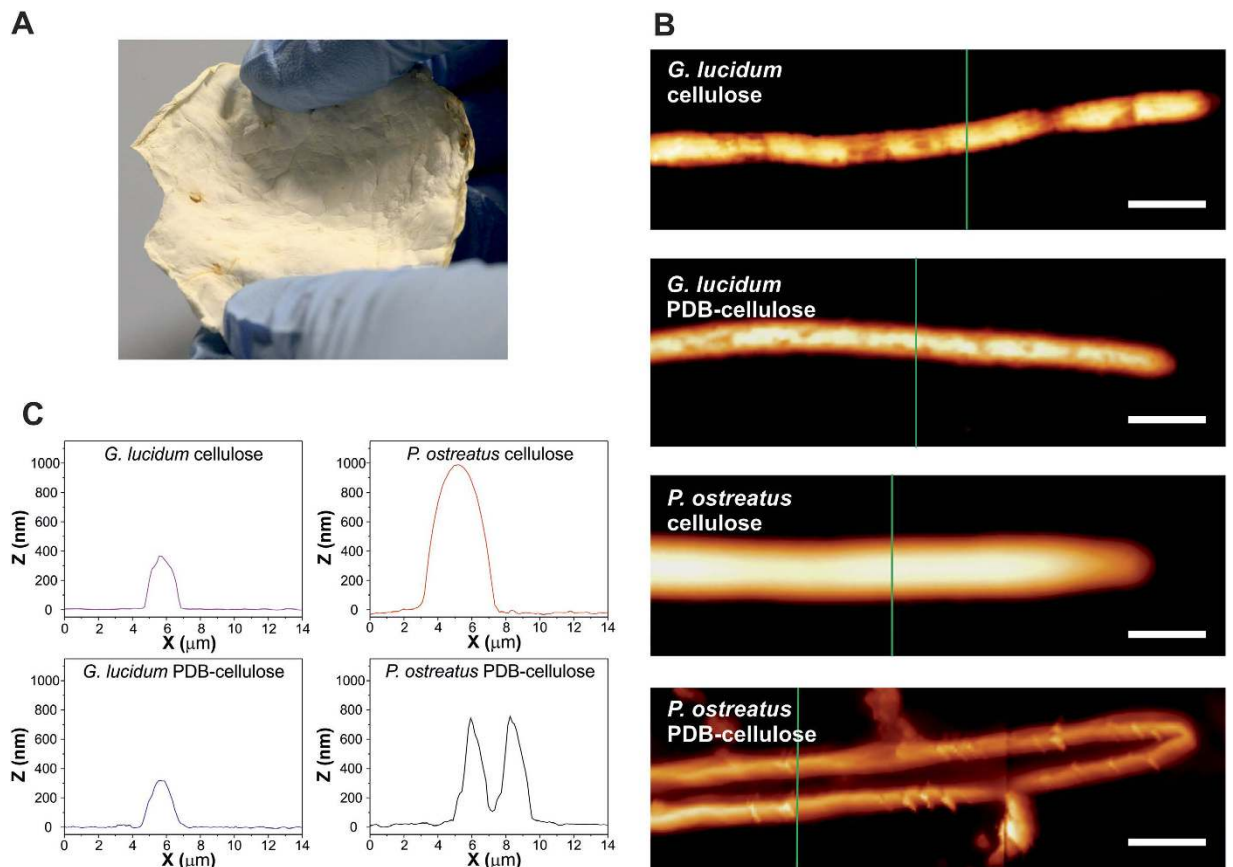 A
B
G. lucidum
cellulose
G. lucidum
PDB-cellulose
P. ostreatus
cellulose
P. ostreatus
PDB-cellulose
C
G. lucidum cellulose
Z (nm)
1000
800
600
400
200
0
0 2 4 6 8 10 12 14
X (μm)
P. ostreatus cellulose
Z (nm)
1000
800
600
400
200
0
0 2 4 6 8 10 12 14
X (μm)
G. lucidum PDB-cellulose
Z (nm)
1000
800
600
400
200
0
0 2 4 6 8 10 12 14
X (μm)
P. ostreatus PDB-cellulose
Z (nm)
1000
800
600
400
200
0
0 2 4 6 8 10 12 14
X (μm)